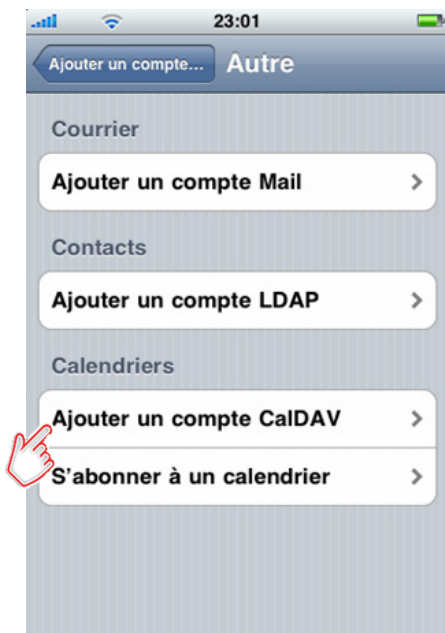 23:01
Ajouter un compte...
Autre
Courrier
Ajouter un compte Mail
Contacts
Ajouter un compte LDAP
Calendriers
Ajouter un compte CalDAV
S'abonner à un calendrier